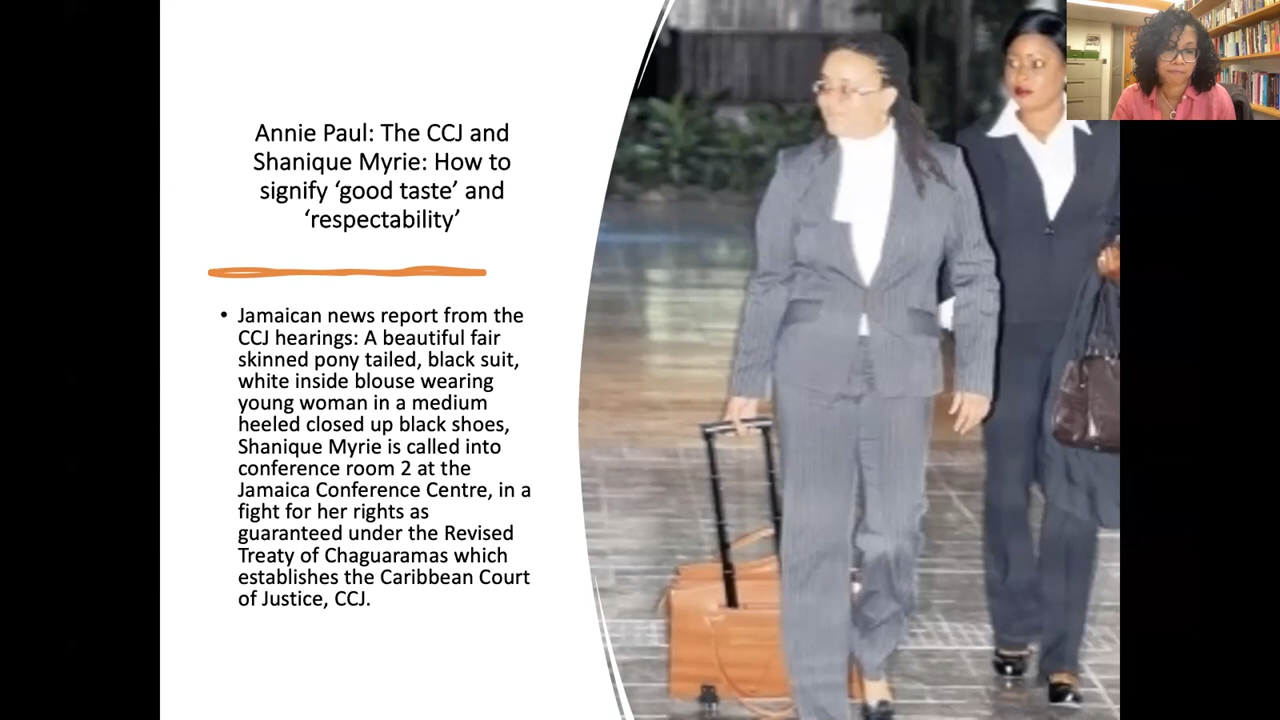 Annie Paul: The CCJ and
Shanique Myrie: How to
signify ‘good taste’ and
‘respectability’
• Jamaican news report from the
CCJ hearings: A beautiful fair
skinned pony tailed, black suit,
white inside blouse wearing
young woman in a medium
heeled closed up black shoes,
Shanique Myrie is called into
conference room 2 at the
Jamaica Conference Centre, in a
fight for her rights as
guaranteed under the Revised
Treaty of Chaguaramas which
establishes the Caribbean Court
of Justice, CCJ.